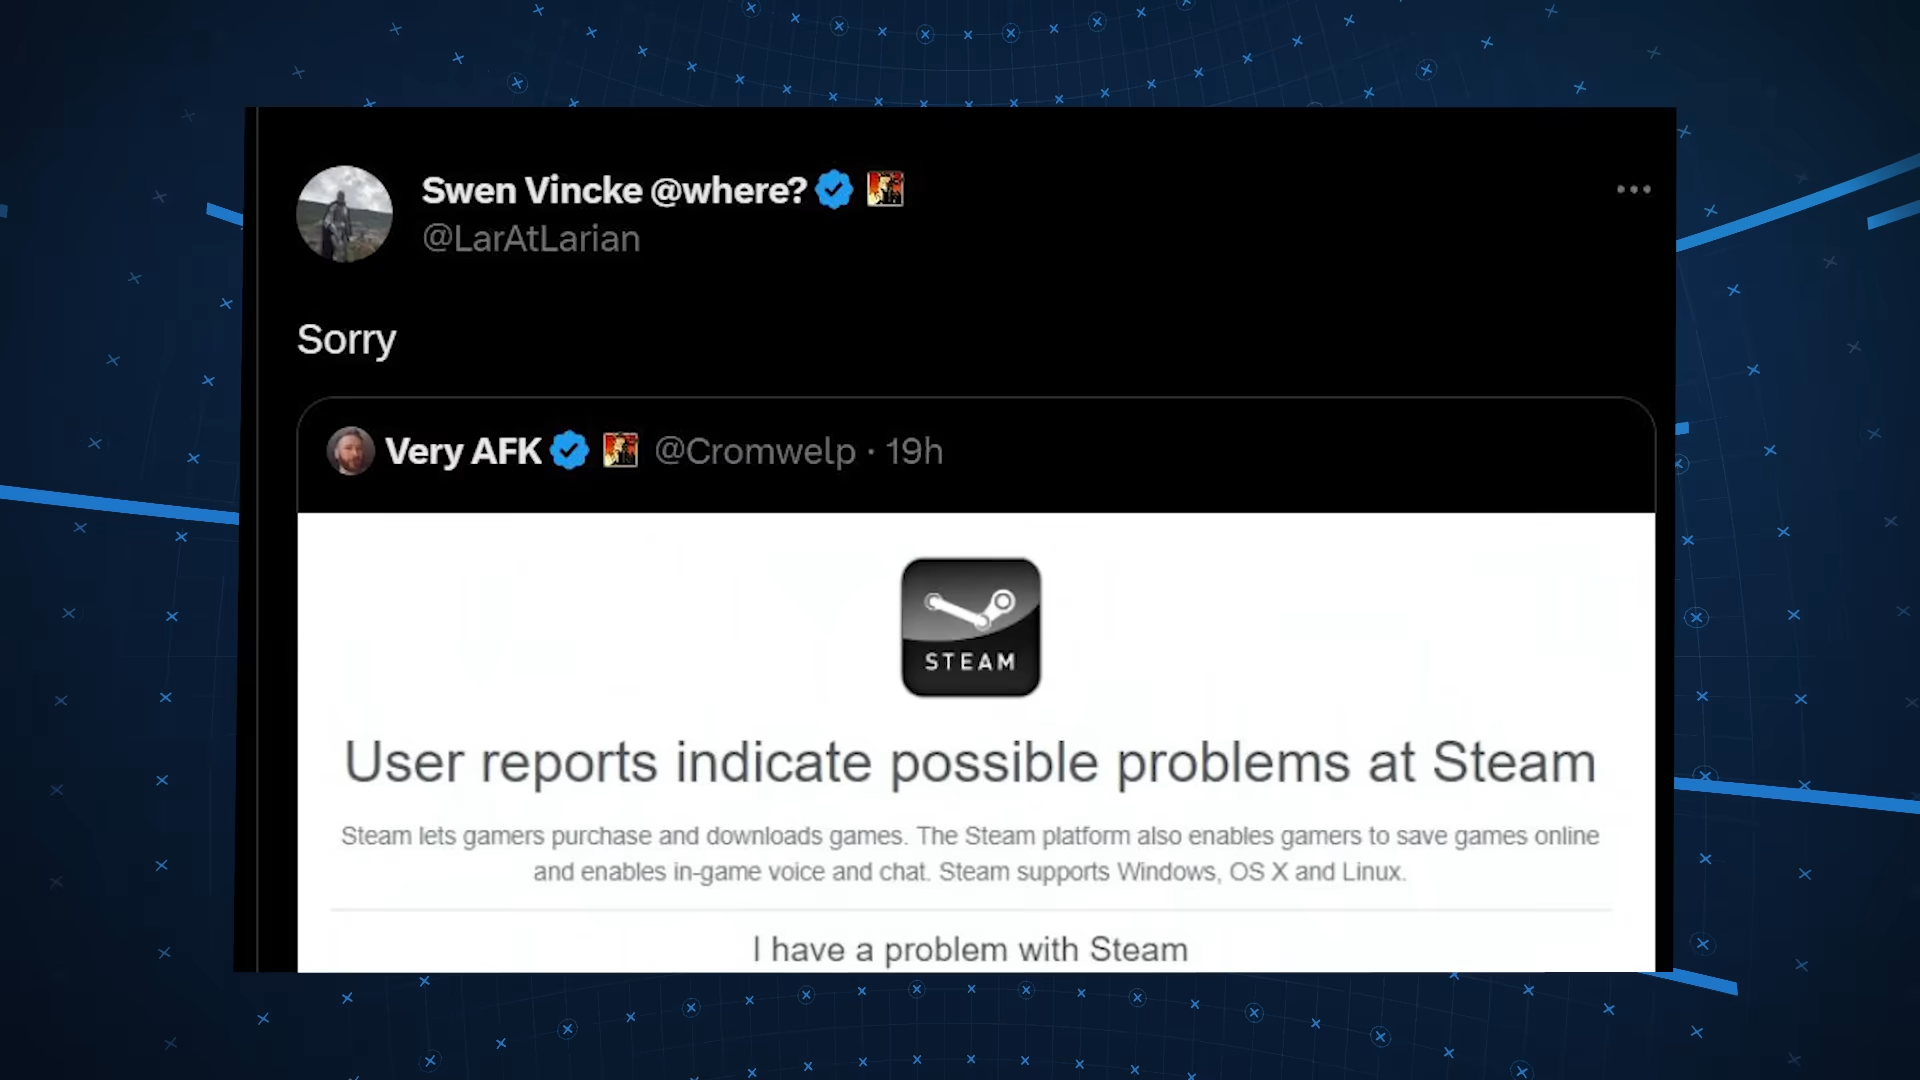 Swen Vincke @where?
@LarAtLarian
Sorry
Very AFK @Cromwelp · 19h
STEAM
User reports indicate possible problems at Steam
Steam lets gamers purchase and downloads games. The Steam platform also enables gamers to save games online
and enables in-game voice and chat. Steam supports Windows, OS X and Linux.
I have a problem with Steam